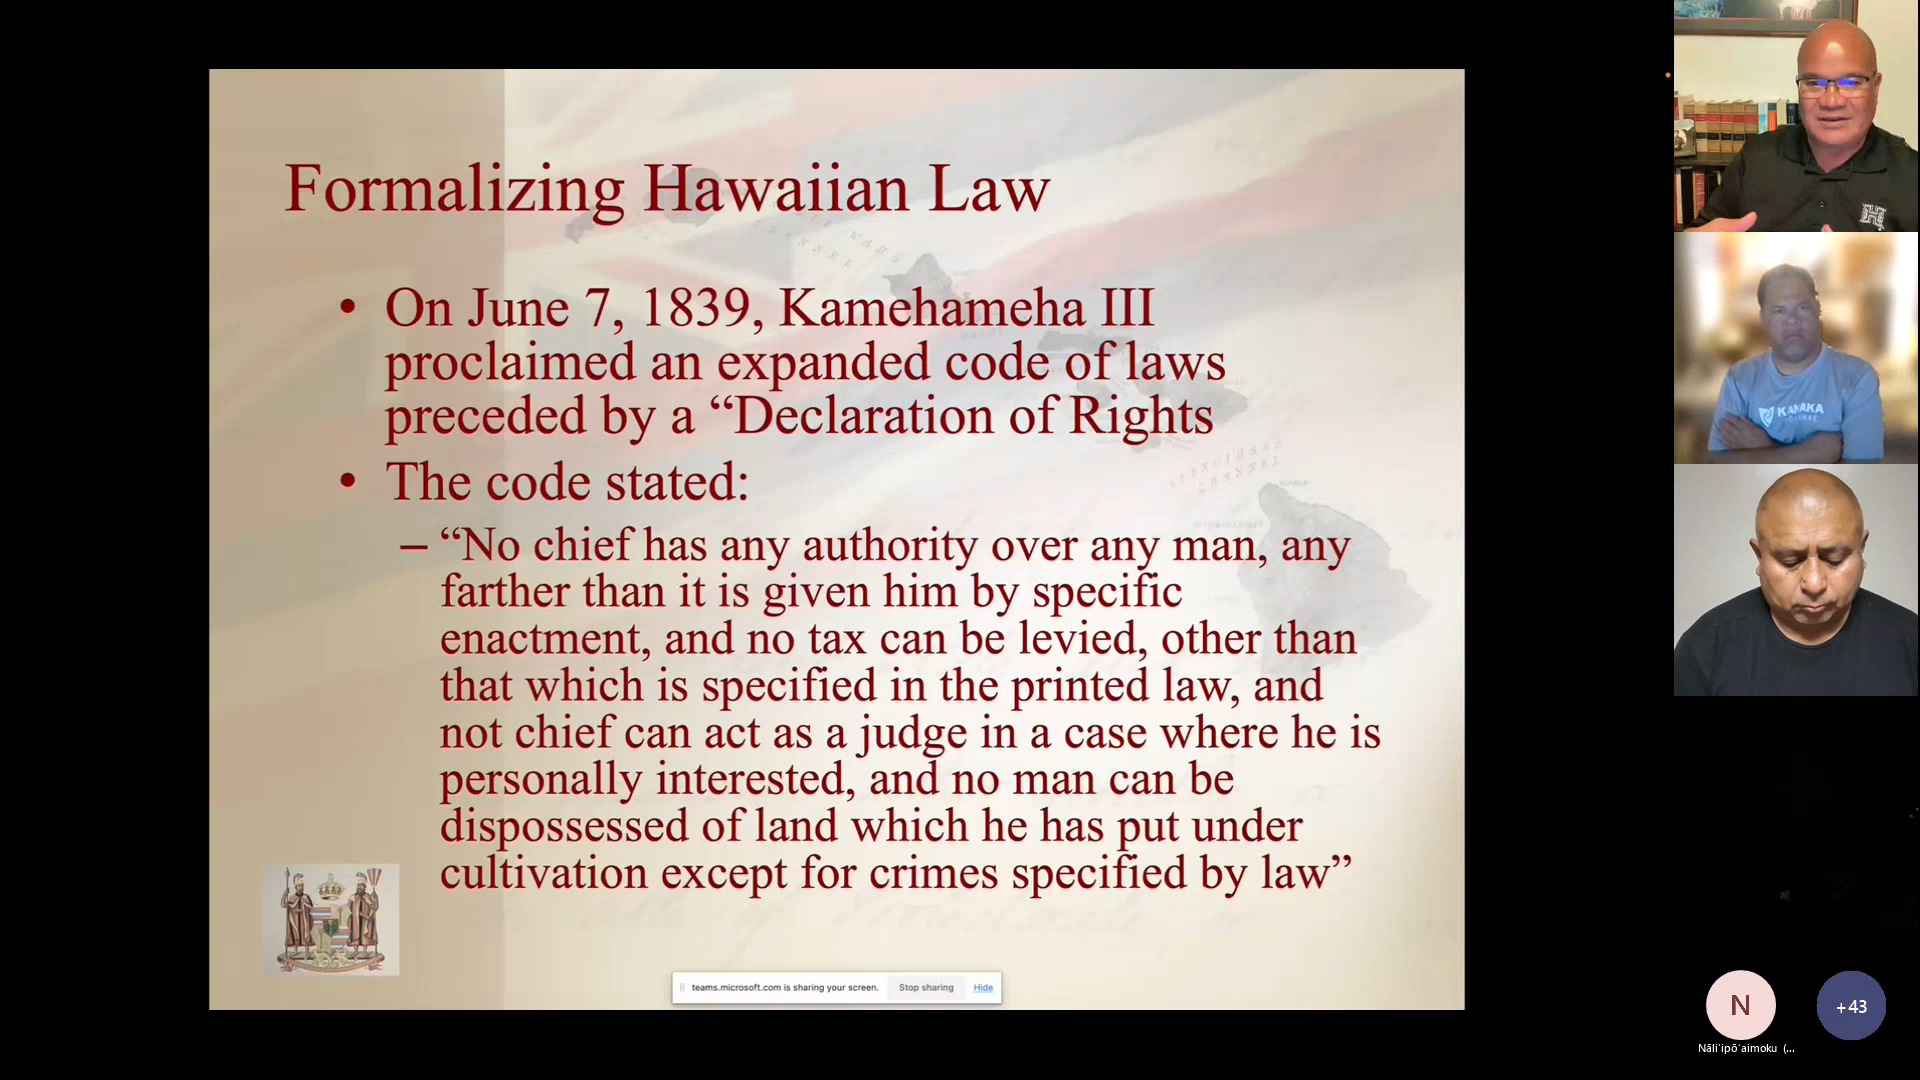 Formalizing Hawaiian Law
• On June 7, 1839, Kamehameha III
proclaimed an expanded code of laws
preceded by a “Declaration of Rights
• The code stated:
– “No chief has any authority over any man, any
farther than it is given him by specific
enactment, and no tax can be levied, other than
that which is specified in the printed law, and
not chief can act as a judge in a case where he is
personally interested, and no man can be
dispossessed of land which he has put under
cultivation except for crimes specified by law”
teams.microsoft.com is sharing your screen. Stop sharing Hide
H
N
+43
Nāliʻipōʻaimoku (...